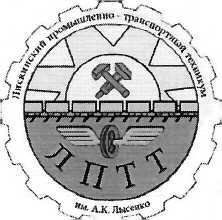 Лискинский промышленно - транспортный техникум
ЛПТТ
им. А.К. Лысенко